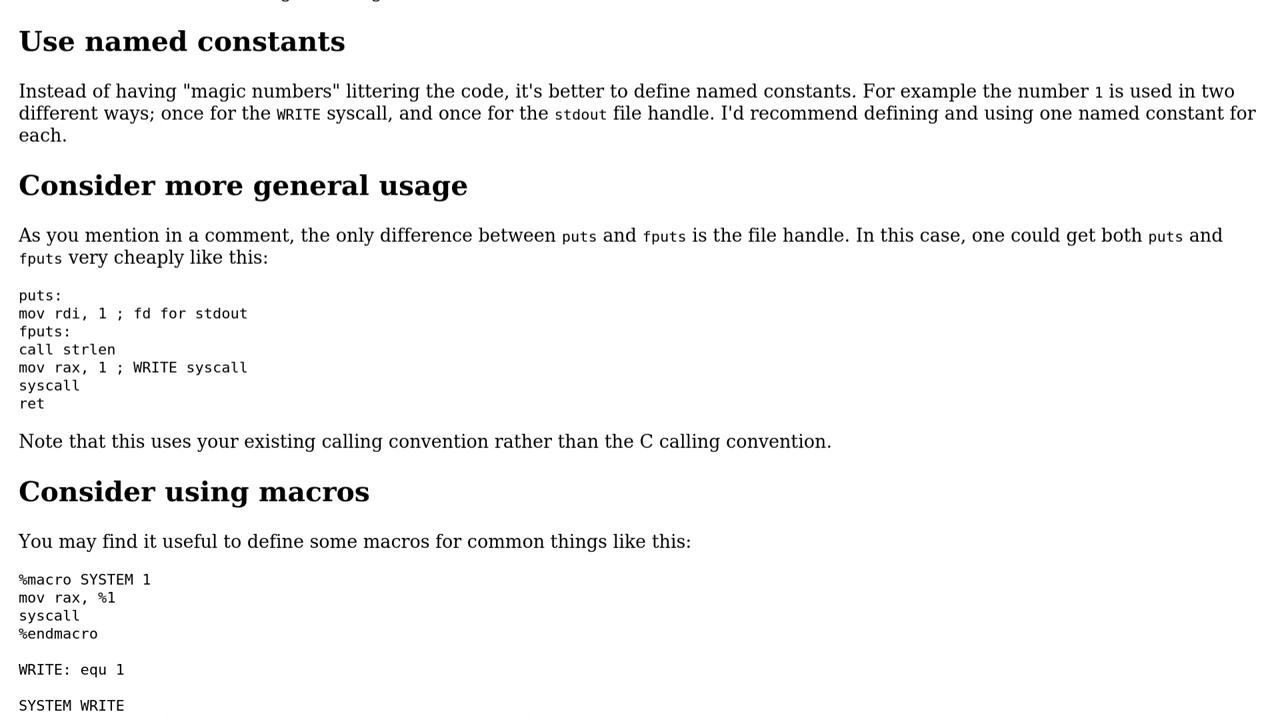 Use named constants
Instead of having "magic numbers" littering the code, it's better to define named constants. For example the number 1 is used in two
different ways; once for the WRITE syscall, and once for the stdout file handle. I'd recommend defining and using one named constant for
each.
Consider more general usage
As you mention in a comment, the only difference between puts and fputs is the file handle. In this case, one could get both puts and
fputs very cheaply like this:
puts:
mov rdi, 1 ; fd for stdout
fputs:
call strlen
mov rax, 1 ; WRITE syscall
syscall
ret
Note that this uses your existing calling convention rather than the C calling convention.
Consider using macros
You may find it useful to define some macros for common things like this:
%macro SYSTEM 1
mov rax, %1
syscall
%endmacro
WRITE: equ 1
SYSTEM WRITE